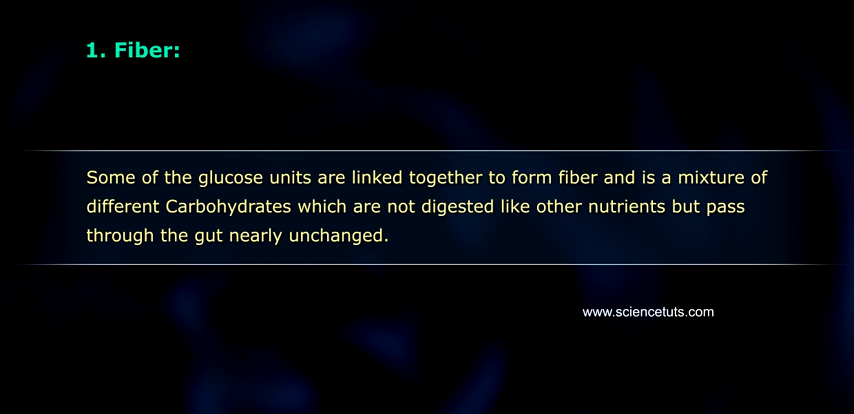 1. Fiber:
Some of the glucose units are linked together to form fiber and is a mixture of
different Carbohydrates which are not digested like other nutrients but pass
through the gut nearly unchanged.
www.sciencetuts.com